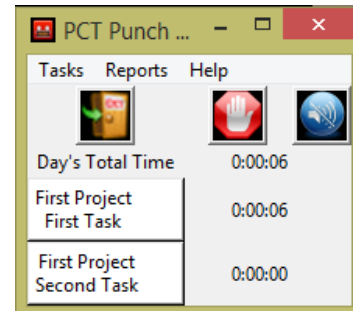 PCT Punch ...
Tasks Reports Help
EXIT
Day's Total Time 0:00:06
First Project
First Task
0:00:06
First Project
Second Task
0:00:00